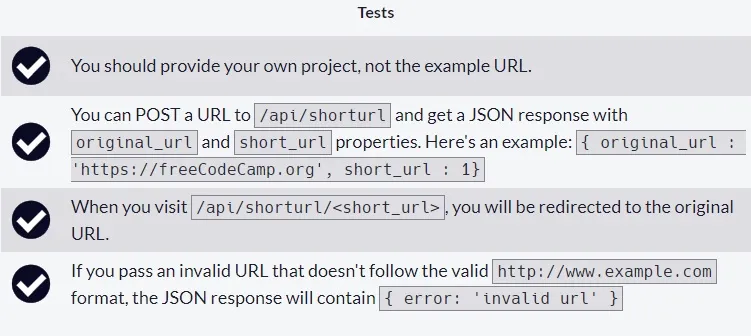 Tests
You should provide your own project, not the example URL.
You can POST a URL to /api/shorturl and get a JSON response with
original_url and short_url properties. Here's an example: { original_url :
'https://freeCodeCamp.org', short_url : 1}
When you visit /api/shorturl/<short_url>, you will be redirected to the original
URL.
If you pass an invalid URL that doesn't follow the valid http://www.example.com
format, the JSON response will contain { error: 'invalid url' }